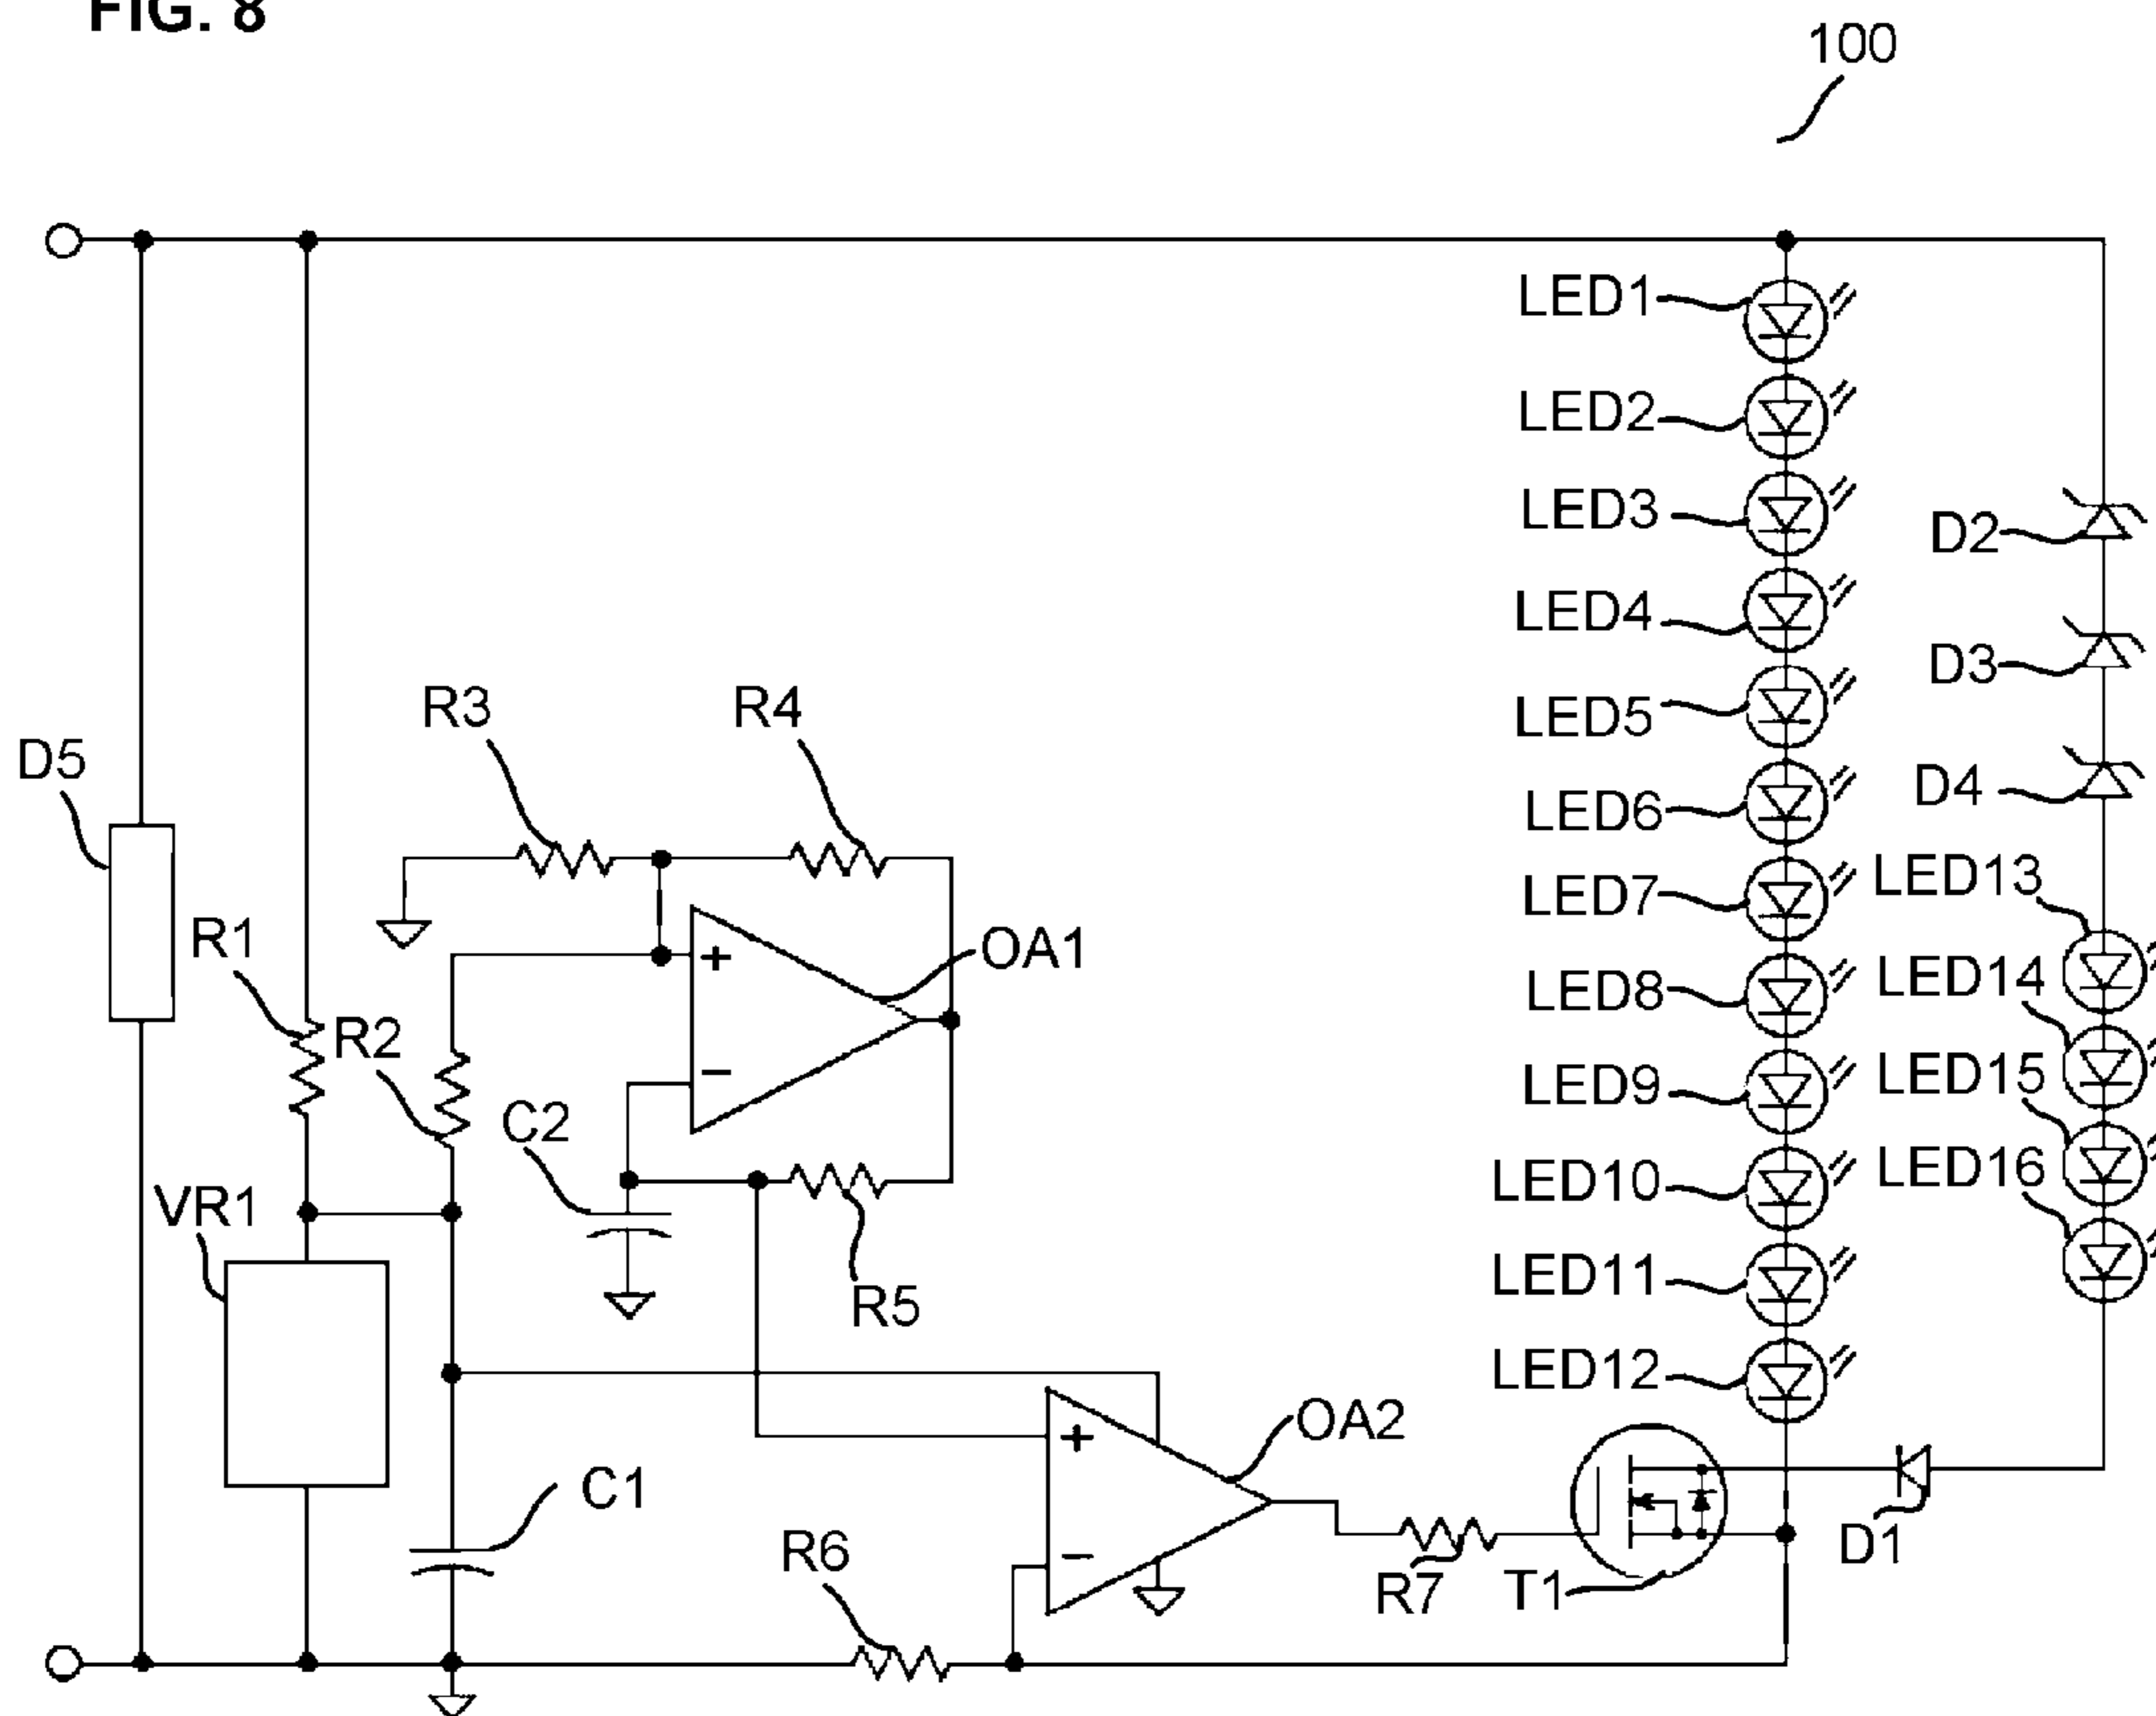 FIG. 8
100
LED1
LED2
LED3
D2
LED4
D3
LED5
R3
R4
D5
LED6
D4
LED7
LED13
R1
OA1
LED8
LED14
R2
LED9
LED15
C2
LED10
LED16
VR1
R5
LED11
LED12
OA2
C1
R6
R7
T1
D1
+
−
+
−